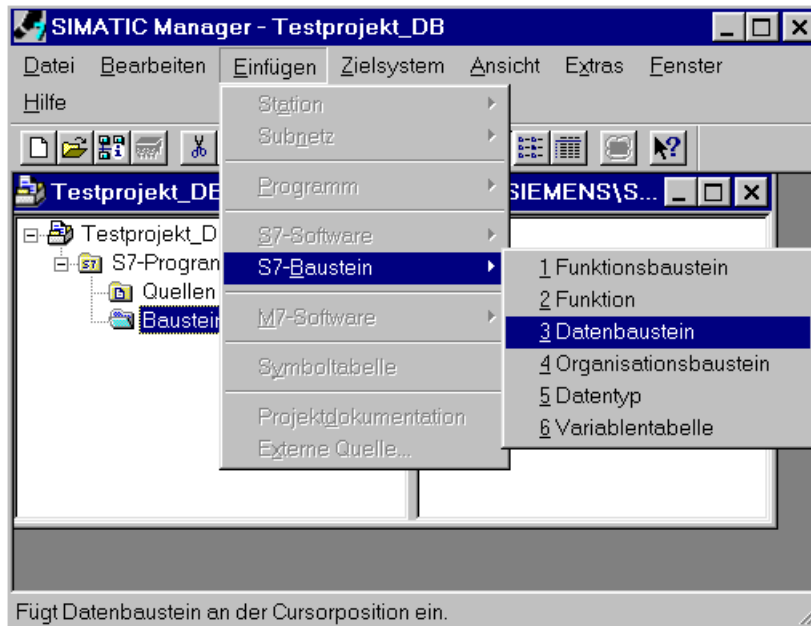 SIMATIC Manager - Testprojekt_DB
Datei Bearbeiten Einfügen Zielsystem Ansicht Extras Fenster
Hilfe
Station
Subnetz
Programm
S7-Software
S7-Baustein
M7-Software
Symboltabelle
Projektdokumentation
Externe Quelle...
Testprojekt_DB SIEMENS\S...
Testprojekt_D
S7-Program
Quellen
Baustein
1 Funktionsbaustein
2 Funktion
3 Datenbaustein
4 Organisationsbaustein
5 Datentyp
6 Variablentabelle
Fügt Datenbaustein an der Cursorposition ein.